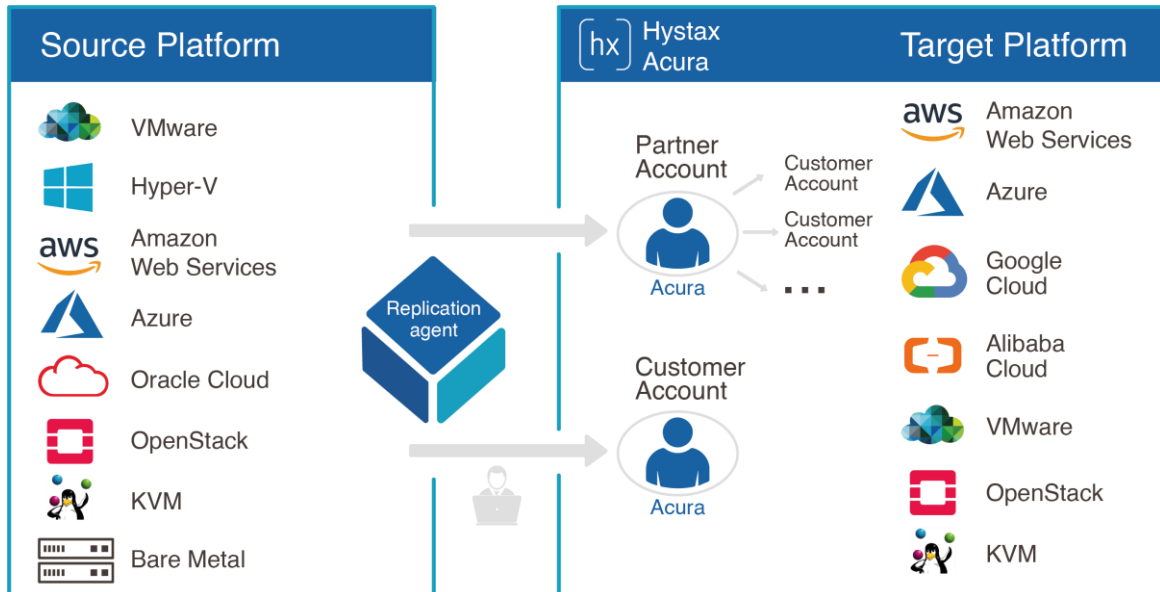 Source Platform
VMware
Hyper-V
aws
Amazon
Web Services
Azure
Oracle Cloud
OpenStack
KVM
Bare Metal
Replication
agent
[hx]
Hystax
Acura
Target Platform
Partner
Account
Acura
Customer
Account
Customer
Account
...
Customer
Account
Acura
aws
Amazon
Web Services
Azure
Google
Cloud
Alibaba
Cloud
VMware
OpenStack
KVM